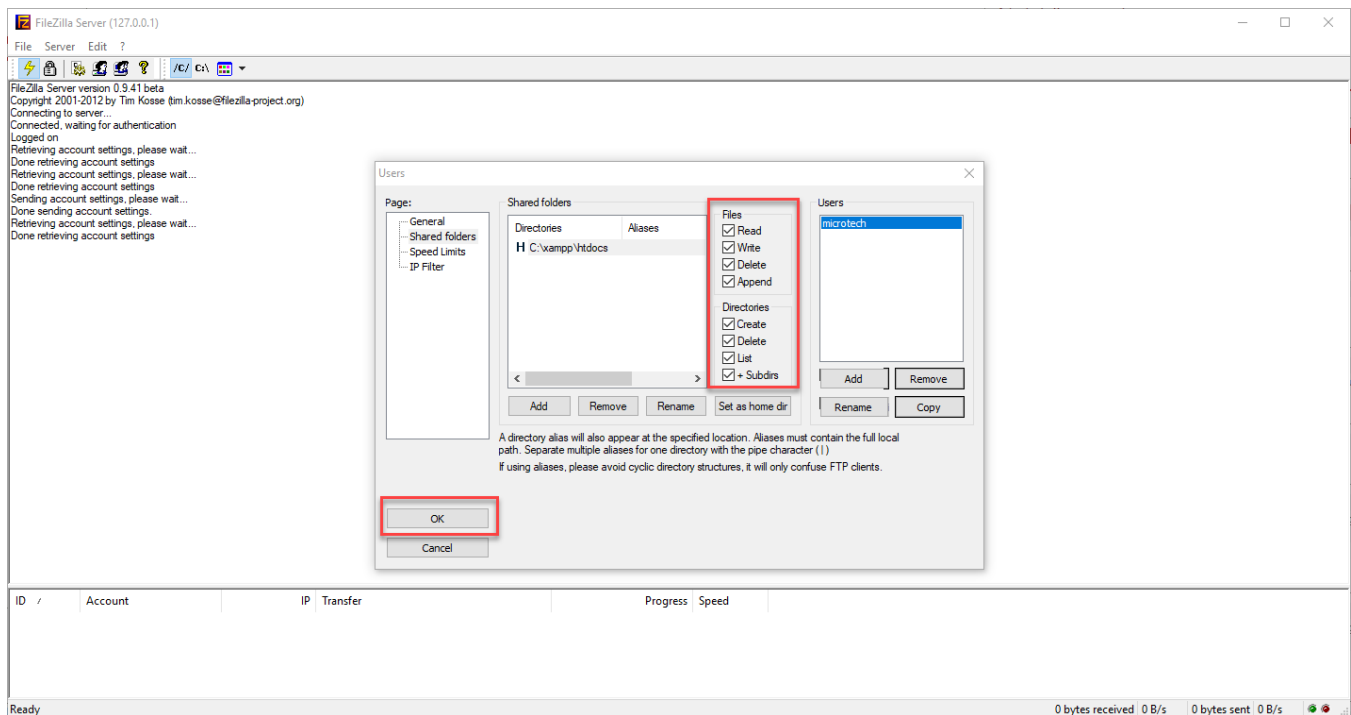 FileZilla Server (127.0.0.1)
File Server Edit ?
/C/ C:\
FileZilla Server version 0.9.41 beta
Copyright 2001-2012 by Tim Kosse (tim.kosse@filezilla-project.org)
Connecting to server...
Connected, waiting for authentication
Logged on
Retrieving account settings, please wait...
Done retrieving account settings
Retrieving account settings, please wait...
Done retrieving account settings
Sending account settings, please wait...
Done sending account settings.
Retrieving account settings, please wait...
Done retrieving account settings
Users
Page:
General
Shared folders
Speed Limits
IP Filter
Shared folders
Directories Aliases
H C:\xampp\htdocs
Files
Read
Write
Delete
Append
Directories
Create
Delete
List
+ Subdirs
Add Remove Rename Set as home dir
Users
microtech
Add Remove
Rename Copy
A directory alias will also appear at the specified location. Aliases must contain the full local
path. Separate multiple aliases for one directory with the pipe character ( | )
If using aliases, please avoid cyclic directory structures, it will only confuse FTP clients.
OK
Cancel
ID / Account IP Transfer Progress Speed
Ready 0 bytes received 0 B/s 0 bytes sent 0 B/s